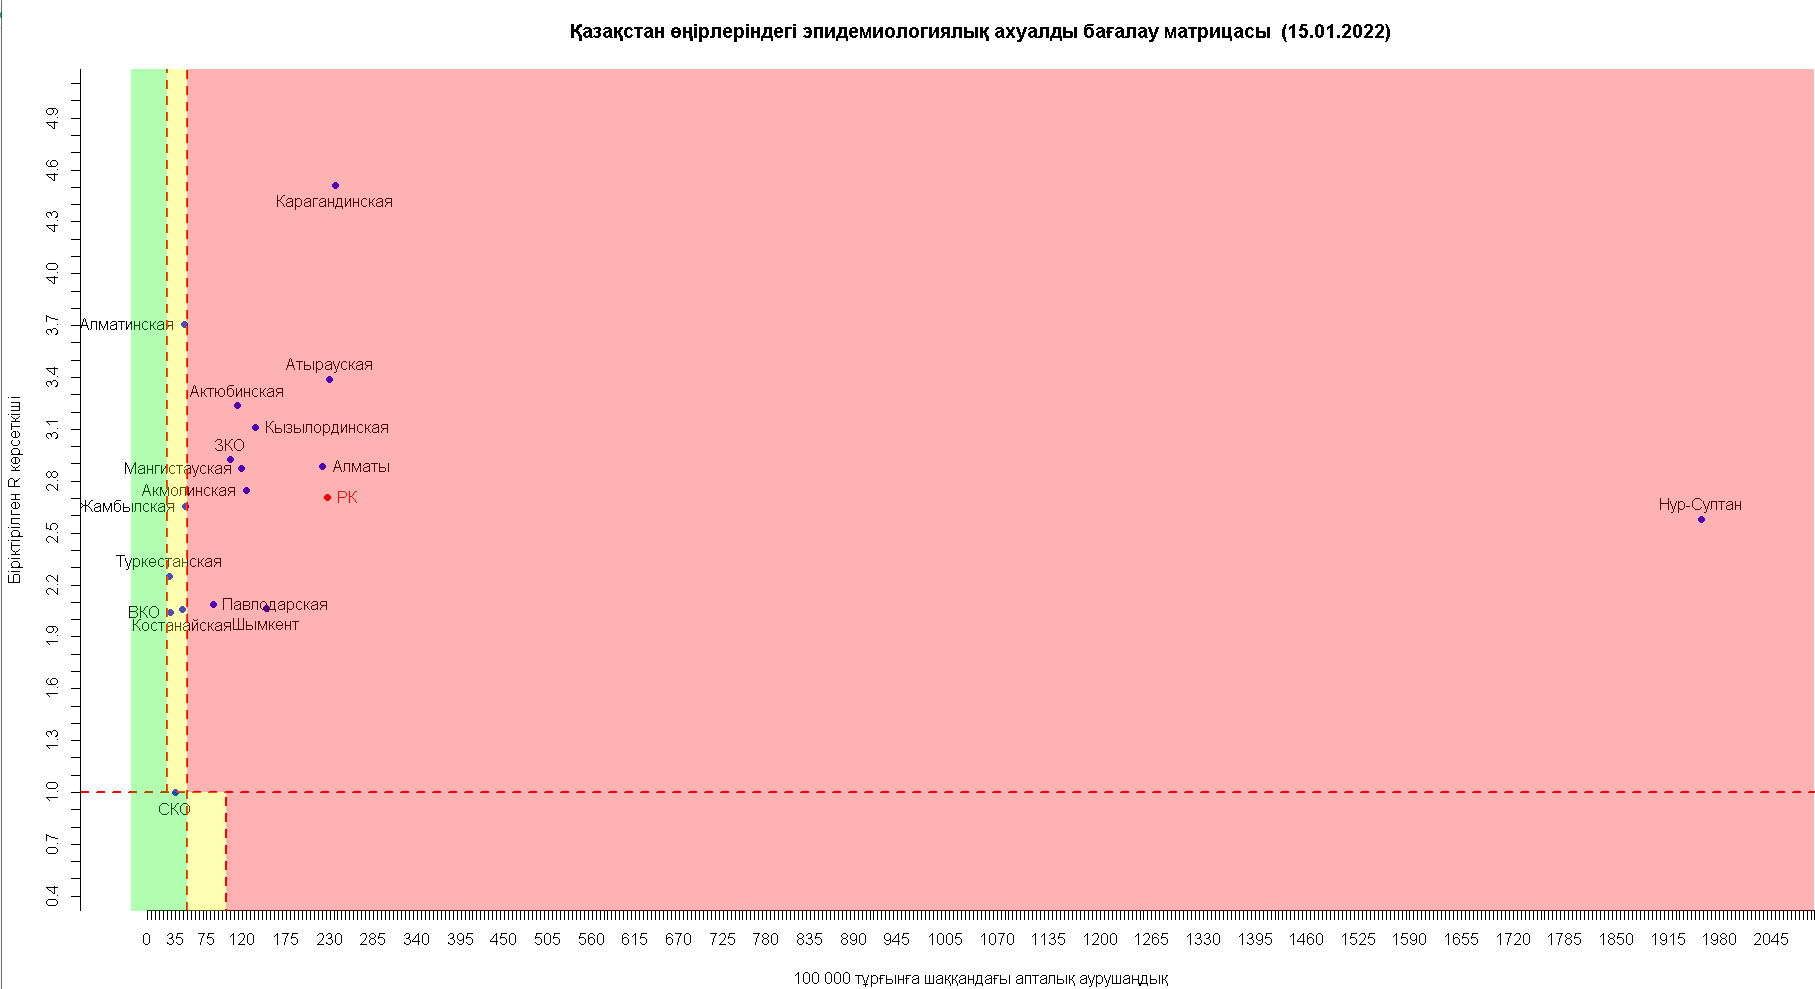 Қазақстан өңірлеріндегі эпидемиологиялық ахуалды бағалау матрицасы (15.01.2022)
Біріктірілген R көрсеткіші
4.9
4.6
4.3
4.0
3.7
3.4
3.1
2.8
2.5
2.2
1.9
1.6
1.3
1.0
0.7
0.4
Карагандинская
Алматинская
Атырауская
Актюбинская
Кызылординская
ЗКО
Мангистауская
Алматы
Акмолинская
РК
Жамбылская
Нур-Султан
Туркестанская
Павлодарская
ВКО
Костанайская
Шымкент
СКО
0 35 75 120 175 230 285 340 395 450 505 560 615 670 725 780 835 890 945 1005 1070 1135 1200 1265 1330 1395 1460 1525 1590 1655 1720 1785 1850 1915 1980 2045
100 000 тұрғынға шаққандағы апталық аурушаңдық